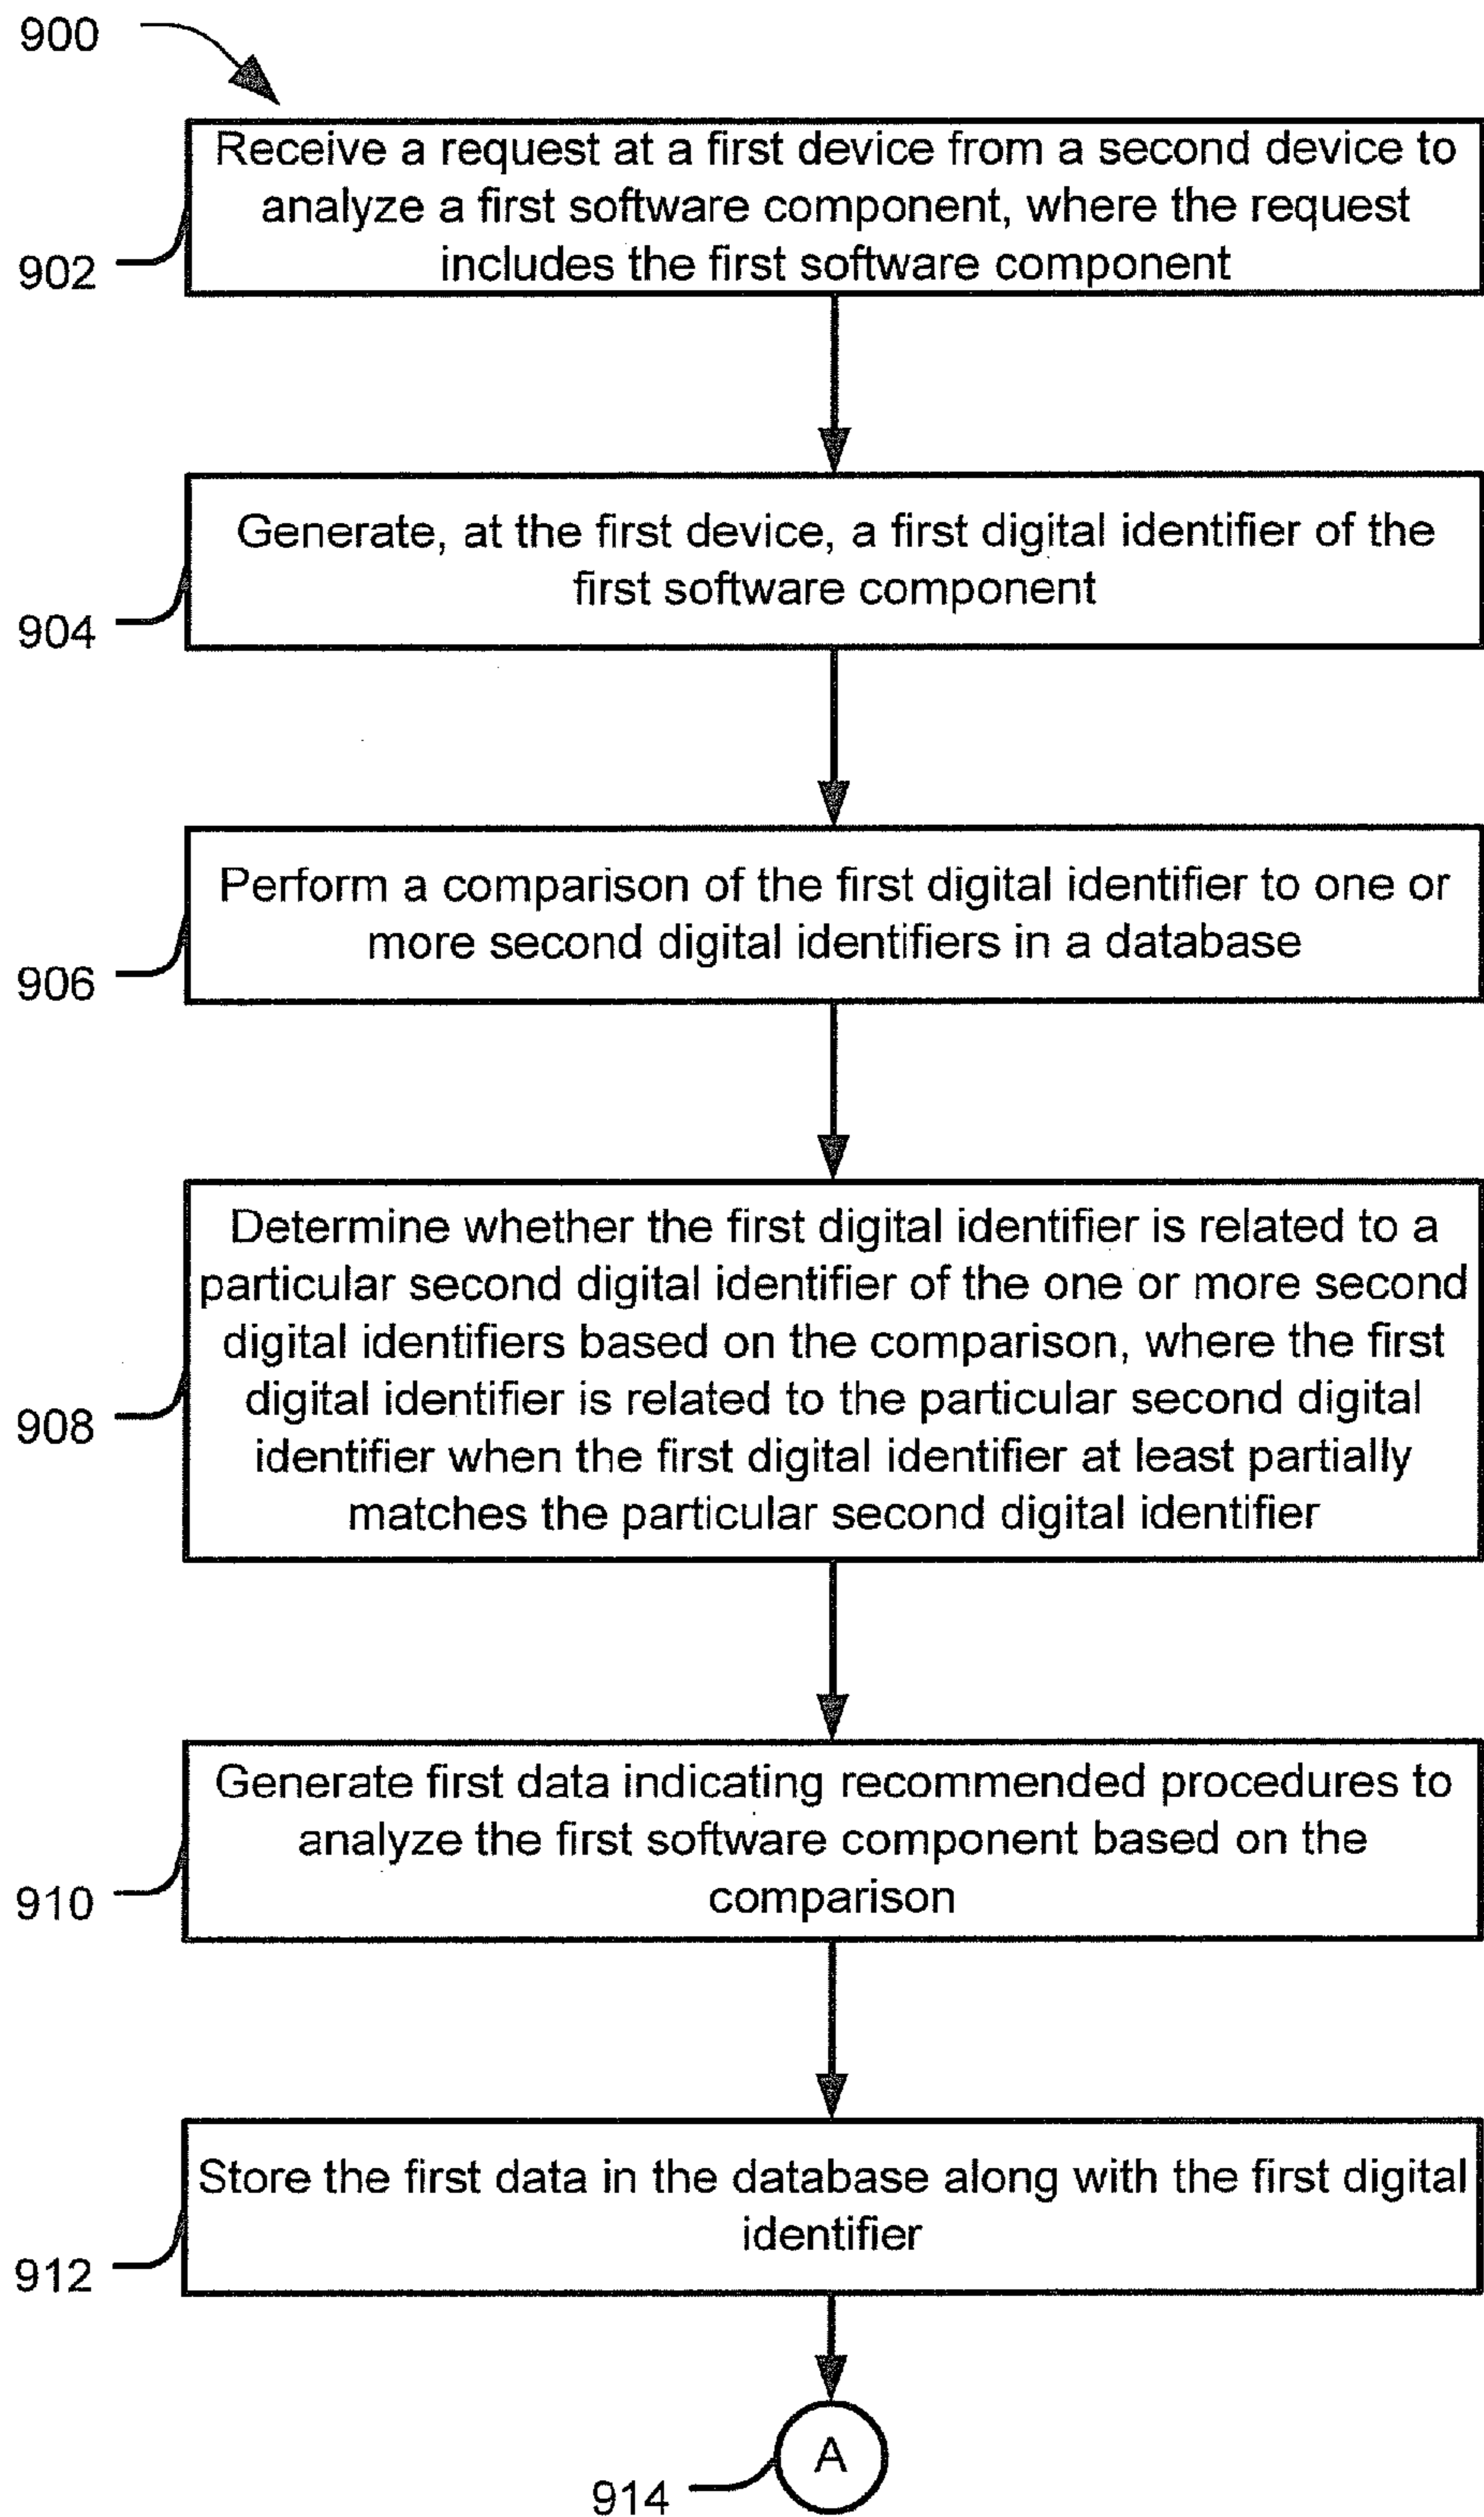 900
Receive a request at a first device from a second device to
analyze a first software component, where the request
includes the first software component
902
Generate, at the first device, a first digital identifier of the
first software component
904
Perform a comparison of the first digital identifier to one or
more second digital identifiers in a database
906
Determine whether the first digital identifier is related to a
particular second digital identifier of the one or more second
digital identifiers based on the comparison, where the first
digital identifier is related to the particular second digital
identifier when the first digital identifier at least partially
matches the particular second digital identifier
908
Generate first data indicating recommended procedures to
analyze the first software component based on the
comparison
910
Store the first data in the database along with the first digital
identifier
912
A
914